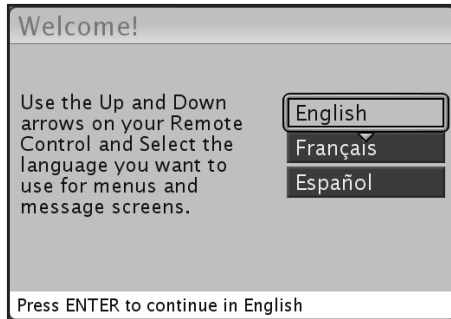 Welcome!
Use the Up and Down
arrows on your Remote
Control and Select the
language you want to
use for menus and
message screens.
English
Français
Español
Press ENTER to continue in English